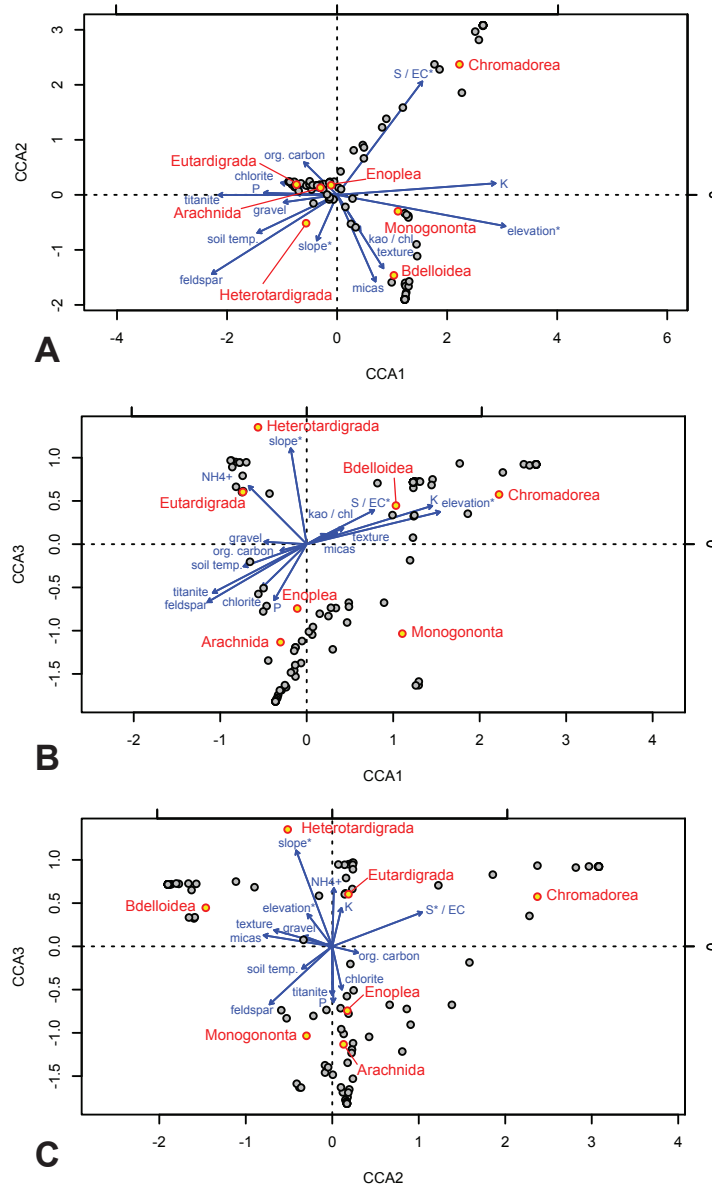 3
2
1
0
-1
-2
CCA2
S / EC*
Chromadorea
org. carbon
Eutardigrada
Enoplea
chlorite
P
K
titanite
Arachnida
gravel
Monogononta
soil temp.
slope*
kao / chl
texture
elevation*
feldspar
Bdelloidea
micas
Heterotardigrada
0
-4 -2 0 2 4 6
CCA1
A
1.0
0.5
0.0
-0.5
-1.0
-1.5
CCA3
Heterotardigrada
slope*
NH4+
Bdelloidea
Eutardigrada
S / EC*
K
Chromadorea
elevation*
kao / chl
gravel
texture
org. carbon
micas
soil temp.
titanite
Enoplea
feldspar
chlorite
P
Arachnida
Monogononta
0
-2 -1 0 1 2 3 4
CCA1
B
1.0
0.5
0.0
-0.5
-1.0
-1.5
CCA3
Heterotardigrada
slope*
NH4+
Eutardigrada
Bdelloidea
K
Chromadorea
elevation*
S* / EC
texture
gravel
micas
org. carbon
soil temp.
chlorite
titanite
Enoplea
feldspar
P
Monogononta
Arachnida
0
-2 -1 0 1 2 3 4
CCA2
C